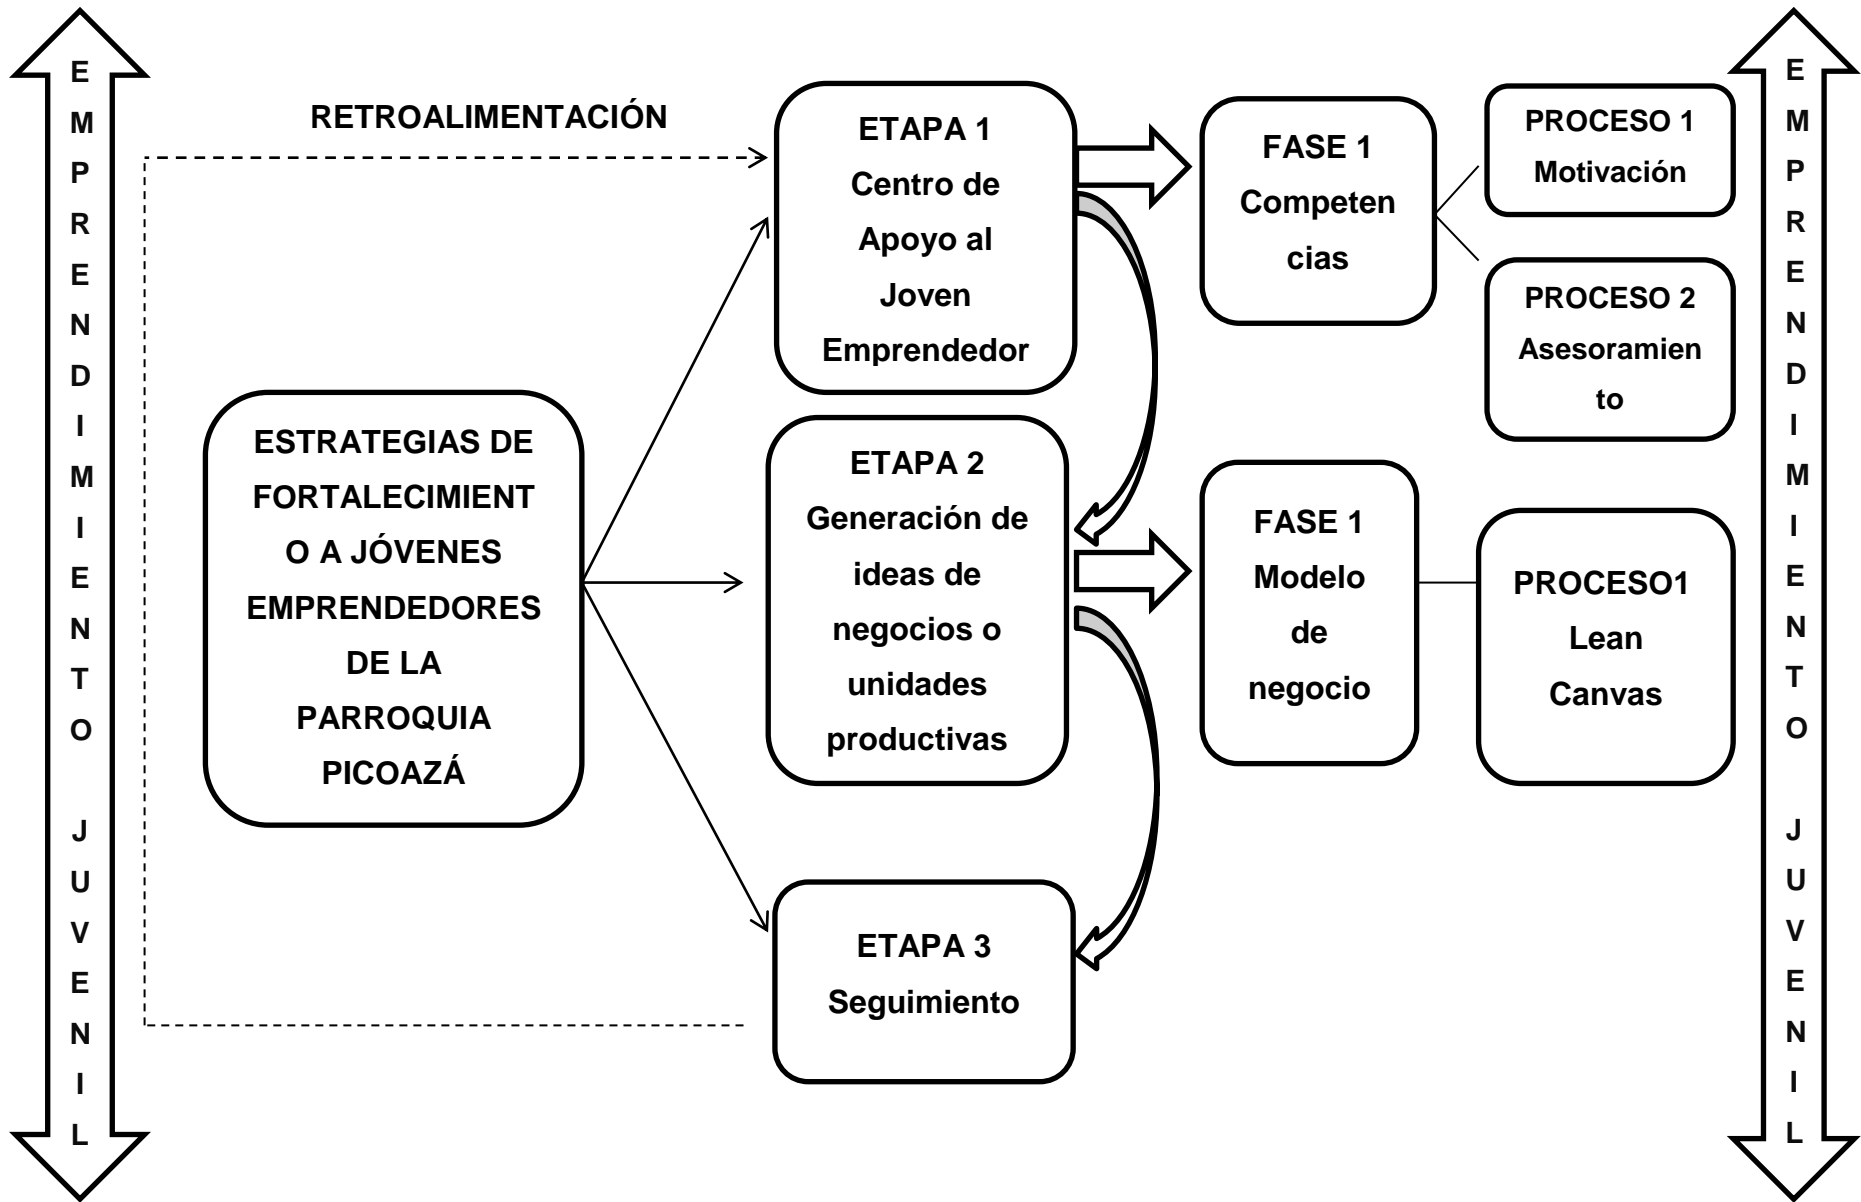 E
M
P
R
E
N
D
I
M
I
E
N
T
O
J
U
V
E
N
I
L
RETROALIMENTACIÓN
ESTRATEGIAS DE
FORTALECIMIENT
O A JÓVENES
EMPRENDEDORES
DE LA
PARROQUIA
PICOAZÁ
ETAPA 1
Centro de
Apoyo al
Joven
Emprendedor
FASE 1
Competen
cias
PROCESO 1
Motivación
PROCESO 2
Asesoramien
to
ETAPA 2
Generación de
ideas de
negocios o
unidades
productivas
FASE 1
Modelo
de
negocio
PROCESO1
Lean
Canvas
ETAPA 3
Seguimiento
E
M
P
R
E
N
D
I
M
I
E
N
T
O
J
U
V
E
N
I
L